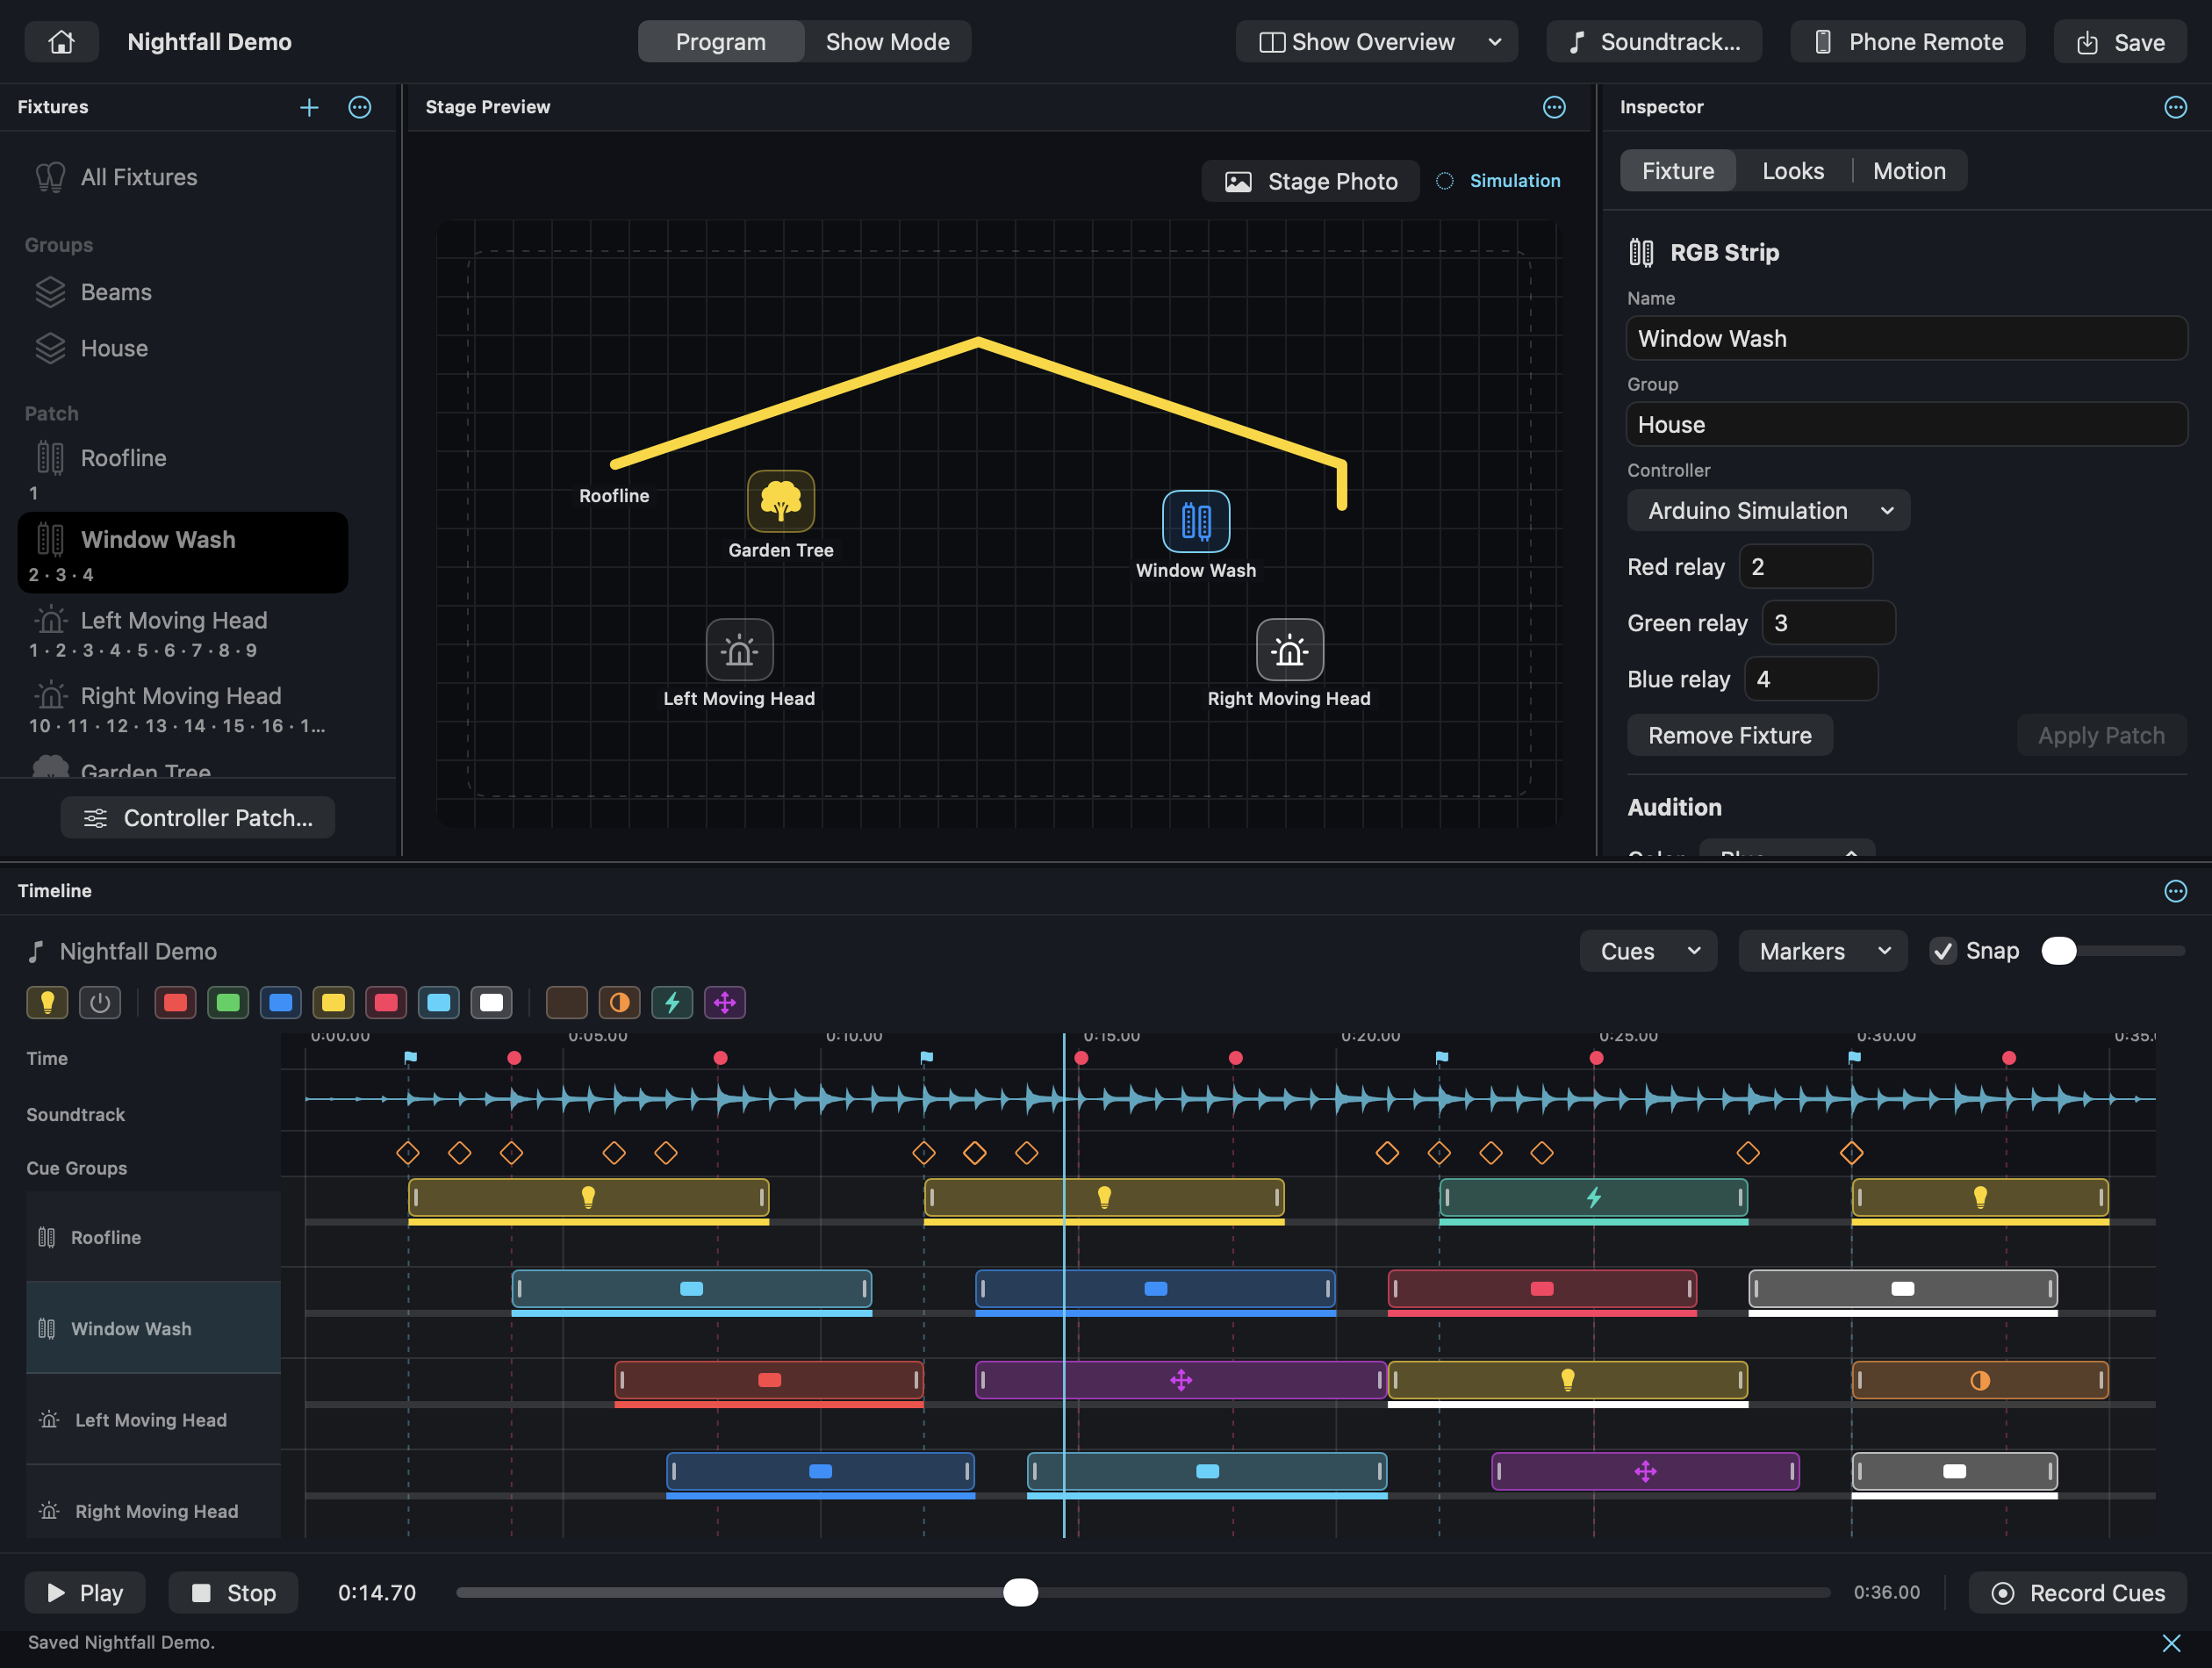 Nightfall Demo
Program
Show Mode
Show Overview
Soundtrack...
Phone Remote
Save
Fixtures
All Fixtures
Groups
Beams
House
Patch
Roofline
1
Window Wash
2 · 3 · 4
Left Moving Head
1 · 2 · 3 · 4 · 5 · 6 · 7 · 8 · 9
Right Moving Head
10 · 11 · 12 · 13 · 14 · 15 · 16 · 1...
Garden Tree
Controller Patch...
Stage Preview
Stage Photo
Simulation
Roofline
Garden Tree
Window Wash
Left Moving Head
Right Moving Head
Inspector
Fixture
Looks
Motion
RGB Strip
Name
Window Wash
Group
House
Controller
Arduino Simulation
Red relay
2
Green relay
3
Blue relay
4
Remove Fixture
Apply Patch
Audition
Timeline
Nightfall Demo
Cues
Markers
Snap
0:00.00
0:05.00
0:10.00
0:15.00
0:20.00
0:25.00
0:30.00
Time
Soundtrack
Cue Groups
Roofline
Window Wash
Left Moving Head
Right Moving Head
Play
Stop
0:14.70
0:36.00
Record Cues
Saved Nightfall Demo.